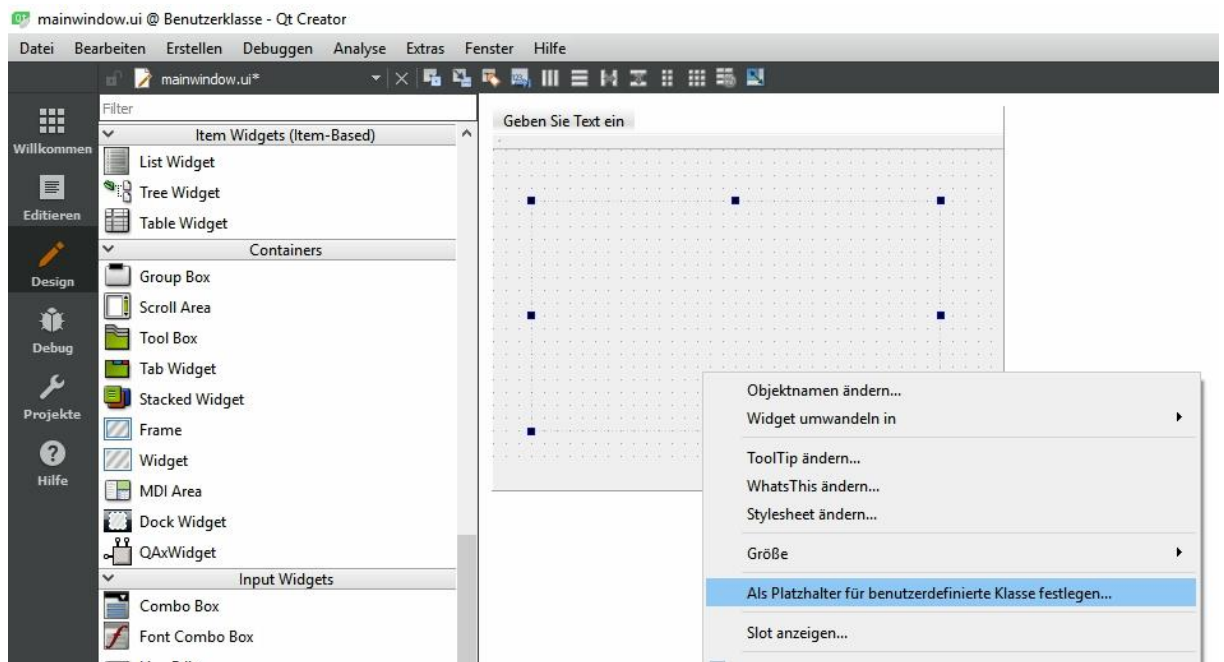 mainwindow.ui @ Benutzerklasse - Qt Creator
Datei Bearbeiten Erstellen Debuggen Analyse Extras Fenster Hilfe
mainwindow.ui*
Willkommen
Editieren
Design
Debug
Projekte
Hilfe
Filter
Item Widgets (Item-Based)
List Widget
Tree Widget
Table Widget
Containers
Group Box
Scroll Area
Tool Box
Tab Widget
Stacked Widget
Frame
Widget
MDI Area
Dock Widget
QAxWidget
Input Widgets
Combo Box
Font Combo Box
Geben Sie Text ein
Objektnamen ändern...
Widget umwandeln in
ToolTip ändern...
WhatsThis ändern...
Stylesheet ändern...
Größe
Als Platzhalter für benutzerdefinierte Klasse festlegen...
Slot anzeigen...